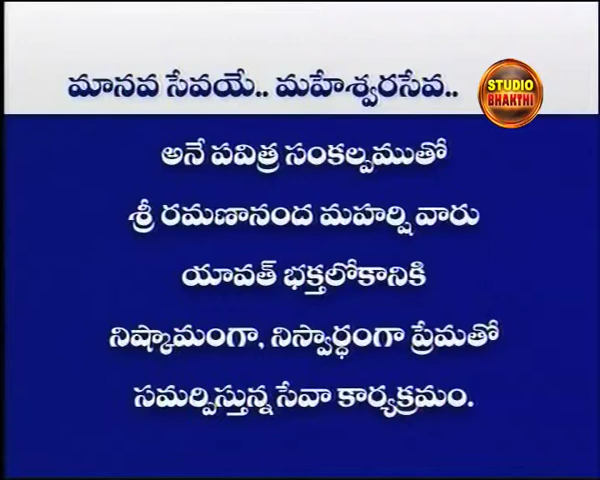 మానవ సేవయే.. మహేశ్వరసేవ..
STUDIO
BHAKTHI
అనే పవిత్ర సంకల్పముతో
శ్రీ రమణానంద మహర్షి వారు
యావత్ భక్తలోకానికి
నిష్కామంగా, నిస్వార్ధంగా ప్రేమతో
సమర్పిస్తున్న సేవా కార్యక్రమం.